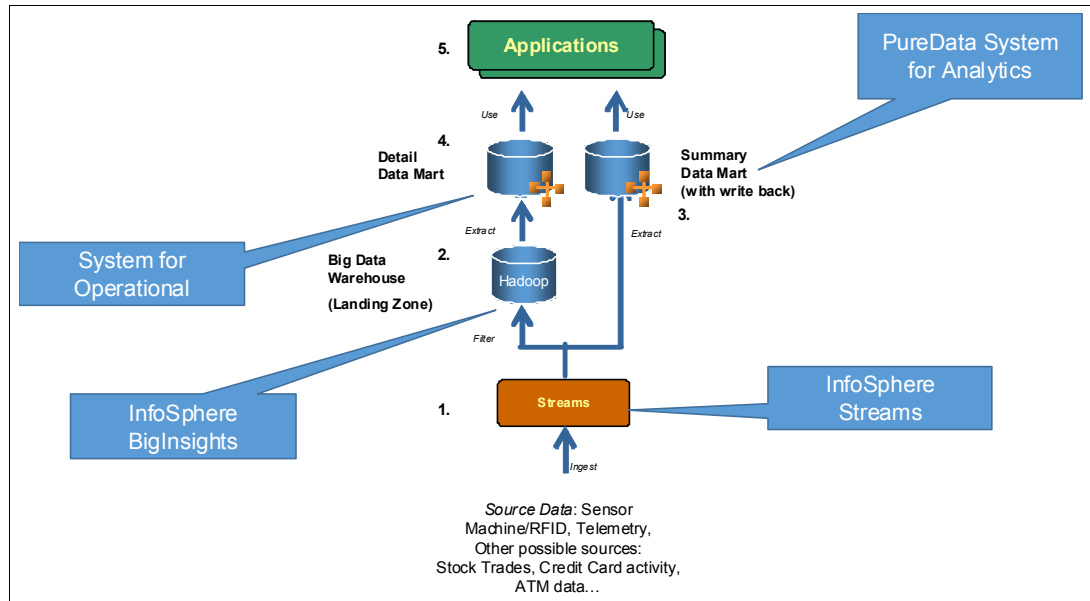 5.
Applications
PureData System
for Analytics
Use
Use
4.
Detail
Data Mart
Summary
Data Mart
(with write back)
3.
Extract
Extract
System for
Operational
2.
Big Data
Warehouse
(Landing Zone)
Hadoop
Filter
InfoSphere
BigInsights
1.
Streams
InfoSphere
Streams
Ingest
Source Data: Sensor
Machine/RFID, Telemetry,
Other possible sources:
Stock Trades, Credit Card activity,
ATM data…